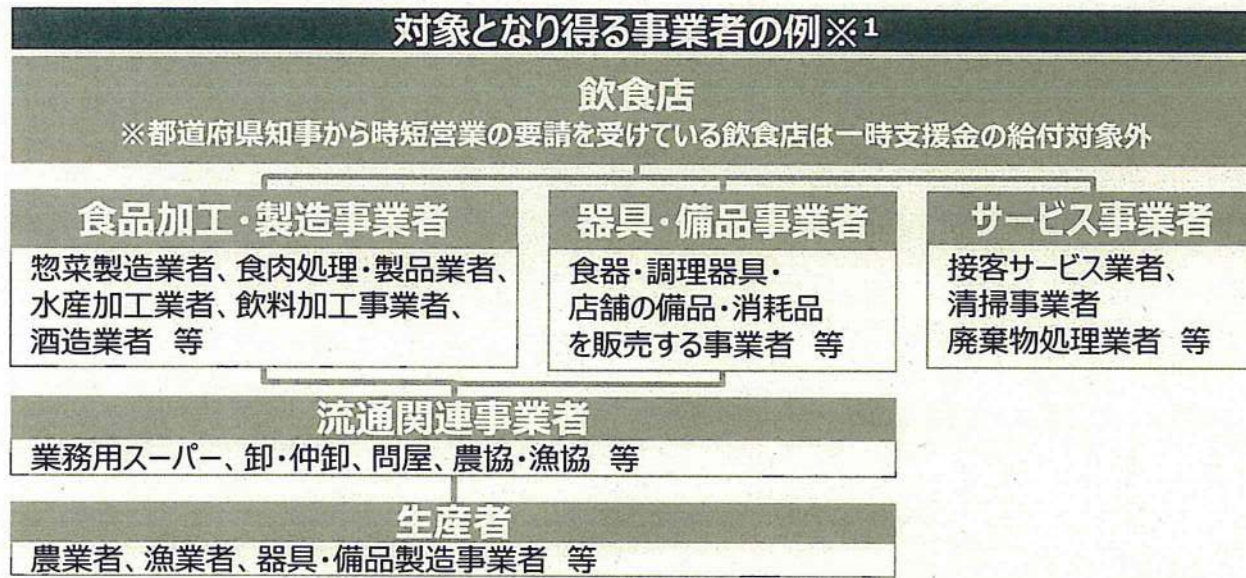 対象となり得る事業者の例※1
飲食店
※都道府県知事から時短営業の要請を受けている飲食店は一時支援金の給付対象外
食品加工・製造事業者
惣菜製造業者、食肉処理・製品業者、
水産加工業者、飲料加工事業者、
酒造業者 等
器具・備品事業者
食器・調理器具・
店舗の備品・消耗品
を販売する事業者 等
サービス事業者
接客サービス業者、
清掃事業者
廃棄物処理業者 等
流通関連事業者
業務用スーパー、卸・仲卸、問屋、農協・漁協 等
生産者
農業者、漁業者、器具・備品製造事業者 等